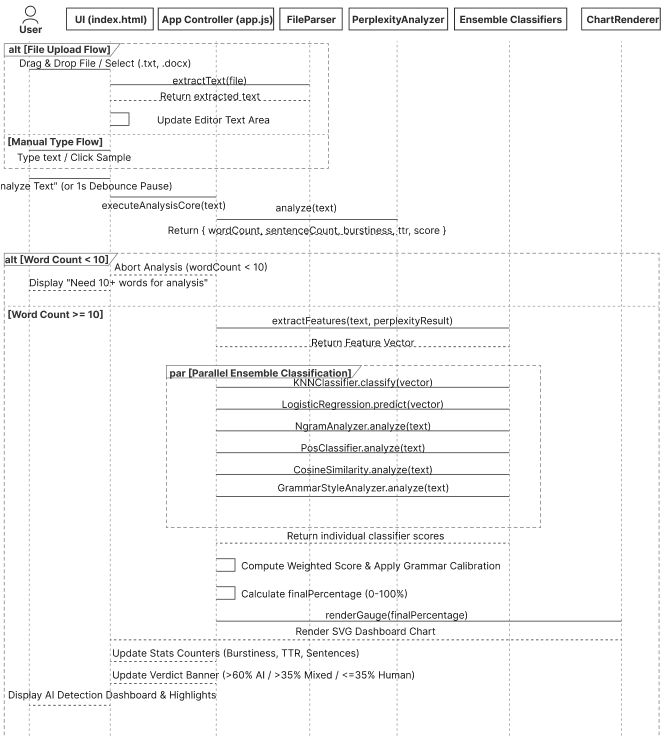 User
UI (index.html)
App Controller (app.js)
FileParser
PerplexityAnalyzer
Ensemble Classifiers
ChartRenderer
alt [File Upload Flow]
Drag & Drop File / Select (.txt, .docx)
extractText(file)
Return extracted text
Update Editor Text Area
[Manual Type Flow]
Type text / Click Sample
nalyze Text" (or 1s Debounce Pause)
executeAnalysisCore(text)
analyze(text)
Return { wordCount, sentenceCount, burstiness, ttr, score }
alt [Word Count < 10]
Abort Analysis (wordCount < 10)
Display "Need 10+ words for analysis"
[Word Count >= 10]
extractFeatures(text, perplexityResult)
Return Feature Vector
par [Parallel Ensemble Classification]
KNNClassifier.classify(vector)
LogisticRegression.predict(vector)
NgramAnalyzer.analyze(text)
PosClassifier.analyze(text)
CosineSimilarity.analyze(text)
GrammarStyleAnalyzer.analyze(text)
Return individual classifier scores
Compute Weighted Score & Apply Grammar Calibration
Calculate finalPercentage (0-100%)
renderGauge(finalPercentage)
Render SVG Dashboard Chart
Update Stats Counters (Burstiness, TTR, Sentences)
Update Verdict Banner (>60% AI / >35% Mixed / <=35% Human)
Display AI Detection Dashboard & Highlights